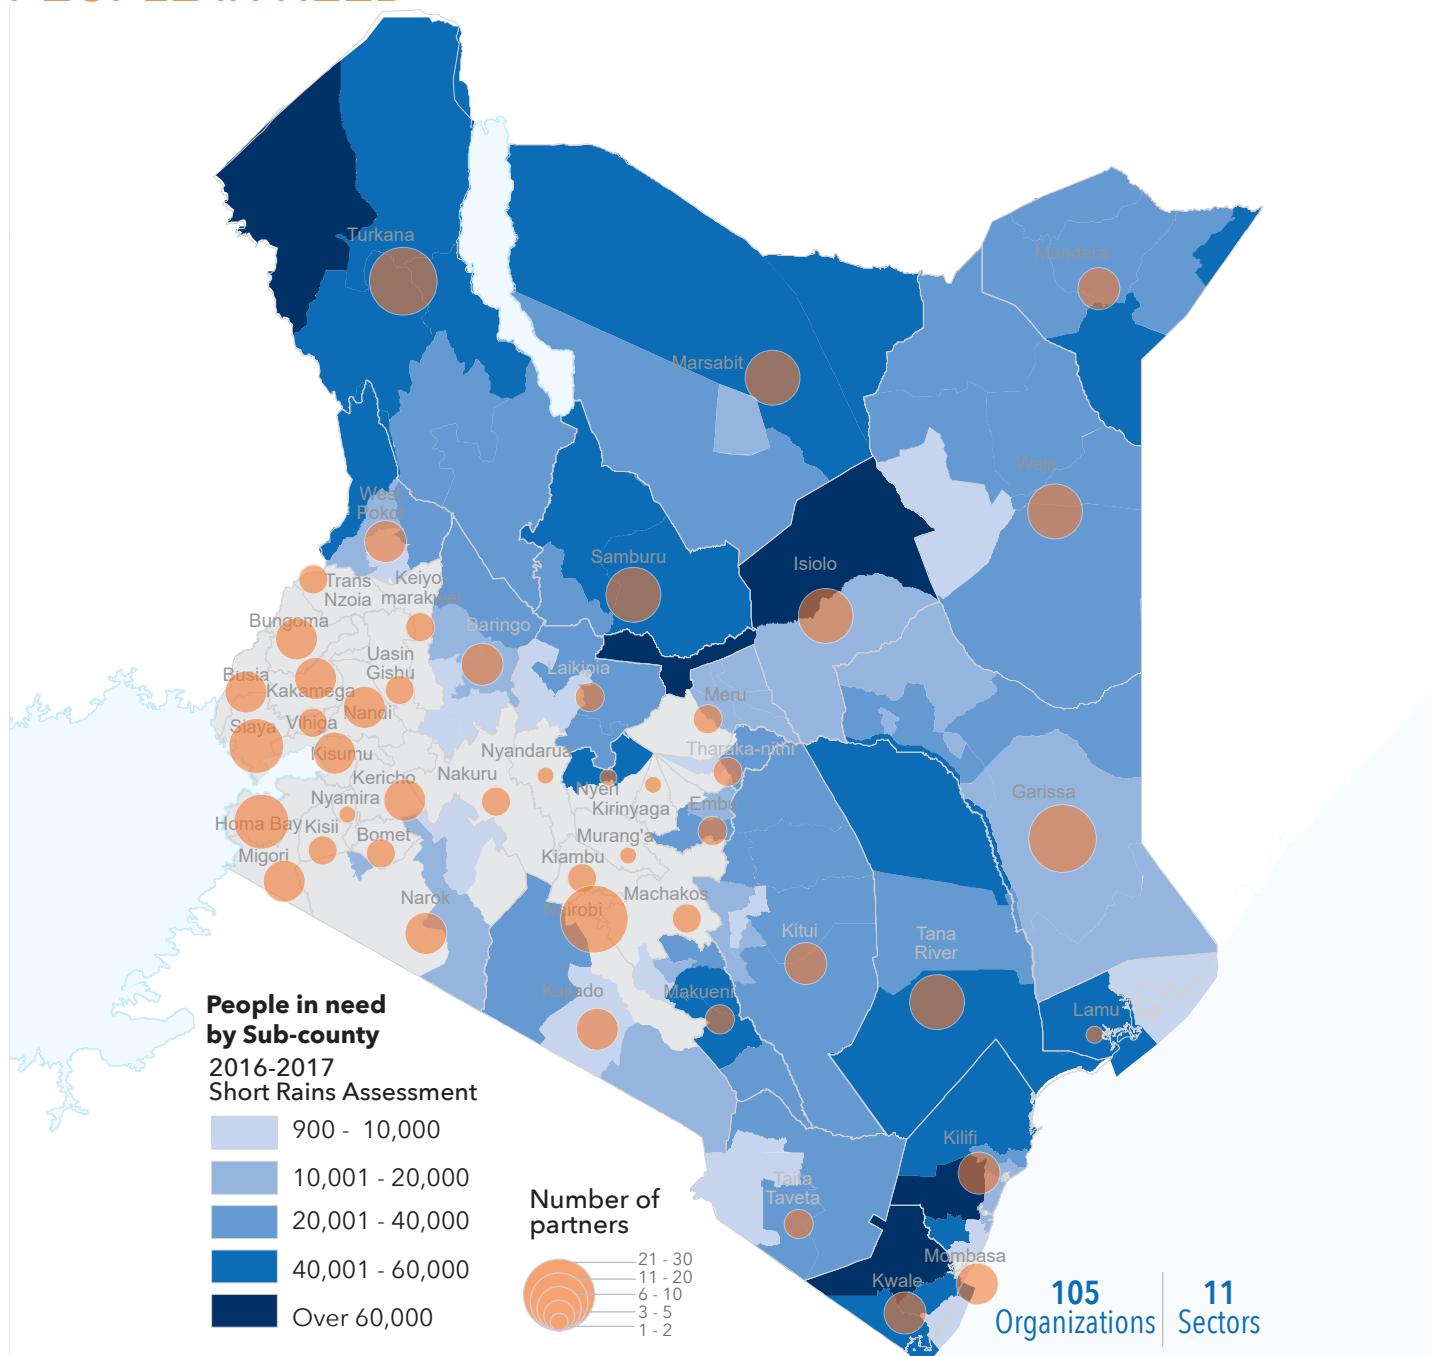 PEOPLE IN NEED
Turkana
Mandera
Marsabit
Wajir
West
Pokot
Samburu
Isiolo
Trans
Nzoia
Keiyo
marakwet
Bungoma
Baringo
Uasin
Gishu
Laikipia
Busia
Kakamega
Meru
Siaya
Vihiga
Nandi
Kisumu
Nyandarua
Tharaka-nithi
Kericho
Nakuru
Nyeri
Nyamira
Kirinyaga
Embu
Garissa
Homa Bay
Kisii
Bomet
Murang'a
Migori
Kiambu
Narok
Machakos
Nairobi
Kitui
Tana
River
Kajiado
Makueni
Lamu
People in need
by Sub-county
2016-2017
Short Rains Assessment
900 - 10,000
10,001 - 20,000
20,001 - 40,000
40,001 - 60,000
Over 60,000
Kilifi
Taita
Taveta
Number of
partners
21 - 30
11 - 20
6 - 10
3 - 5
1 - 2
Mombasa
Kwale
105
Organizations
11
Sectors